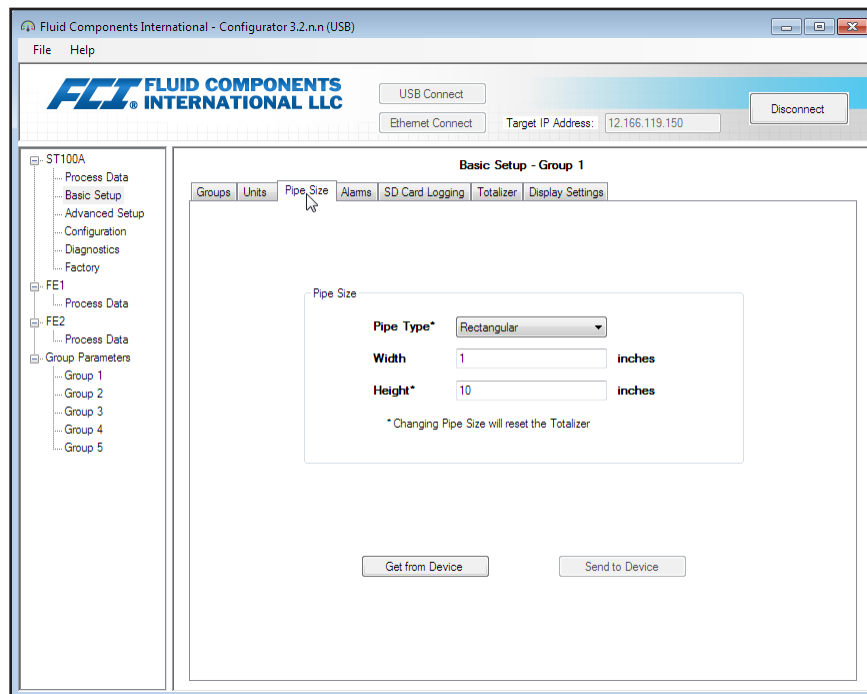 Fluid Components International - Configurator 3.2.n.n (USB)
File Help
FCI FLUID COMPONENTS
® INTERNATIONAL LLC
USB Connect
Ethernet Connect
Target IP Address: 12.166.119.150
Disconnect
ST100A
Process Data
Basic Setup
Advanced Setup
Configuration
Diagnostics
Factory
FE1
Process Data
FE2
Process Data
Group Parameters
Group 1
Group 2
Group 3
Group 4
Group 5
Basic Setup - Group 1
Groups Units Pipe Size Alarms SD Card Logging Totalizer Display Settings
Pipe Size
Pipe Type* Rectangular
Width 1 inches
Height* 10 inches
* Changing Pipe Size will reset the Totalizer
Get from Device Send to Device